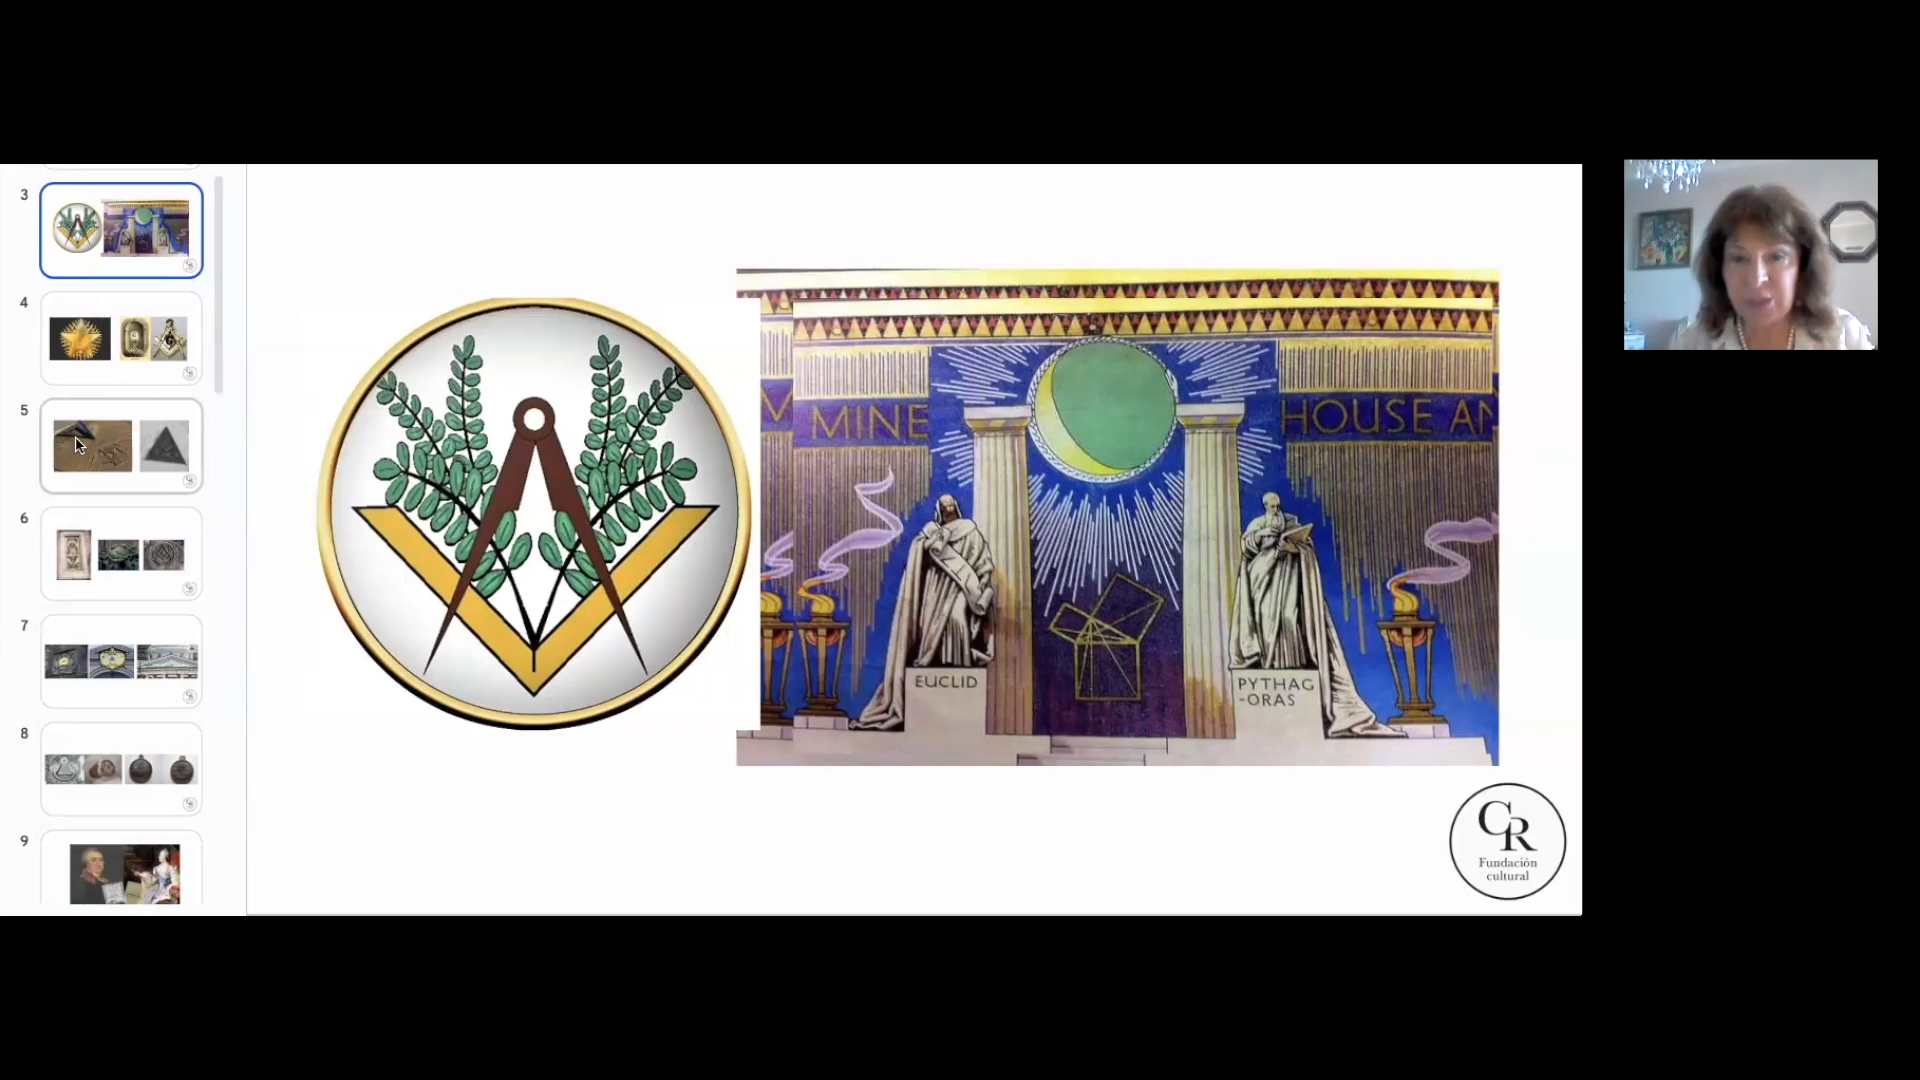 3
4
5
6
7
8
9
MINE
HOUSE AN
EUCLID
PYTHAG
-ORAS
CR
Fundación
cultural